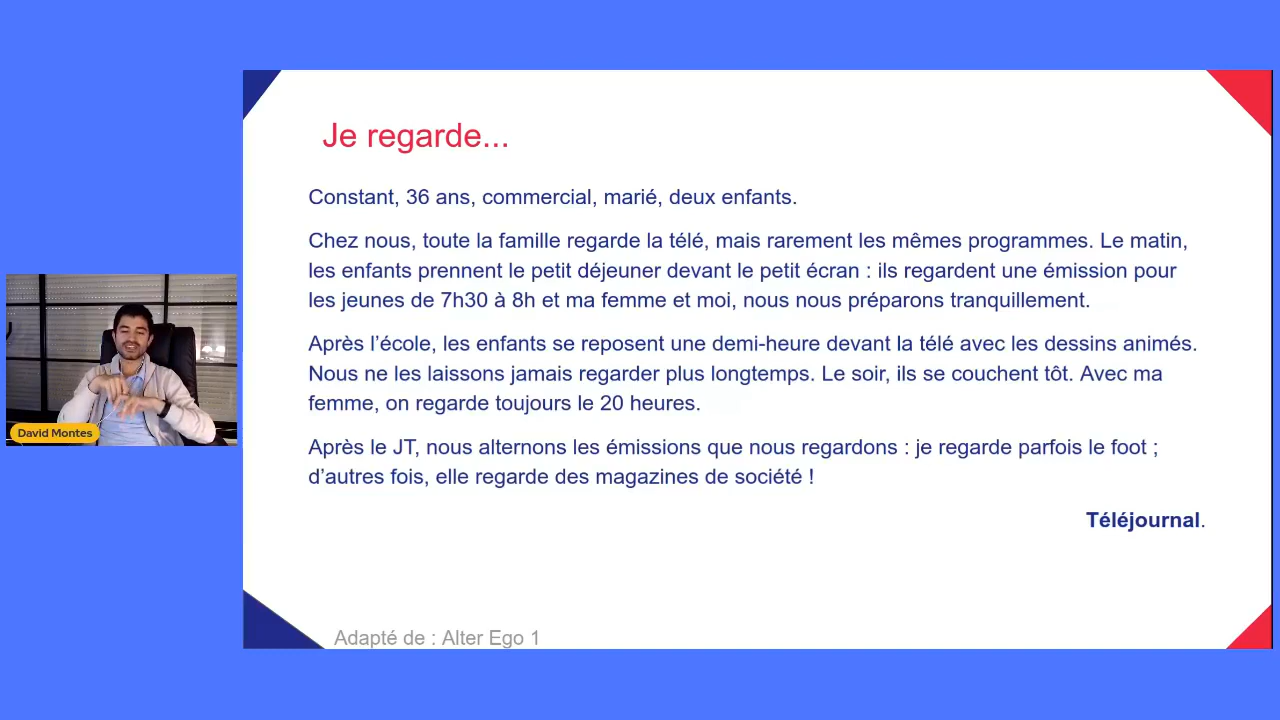 Je regarde...
Constant, 36 ans, commercial, marié, deux enfants.
Chez nous, toute la famille regarde la télé, mais rarement les mêmes programmes. Le matin,
les enfants prennent le petit déjeuner devant le petit écran : ils regardent une émission pour
les jeunes de 7h30 à 8h et ma femme et moi, nous nous préparons tranquillement.
Après l'école, les enfants se reposent une demi-heure devant la télé avec les dessins animés.
Nous ne les laissons jamais regarder plus longtemps. Le soir, ils se couchent tôt. Avec ma
femme, on regarde toujours le 20 heures.
Après le JT, nous alternons les émissions que nous regardons : je regarde parfois le foot ;
d'autres fois, elle regarde des magazines de société !
Téléjournal.
David Montes
Adapté de : Alter Ego 1